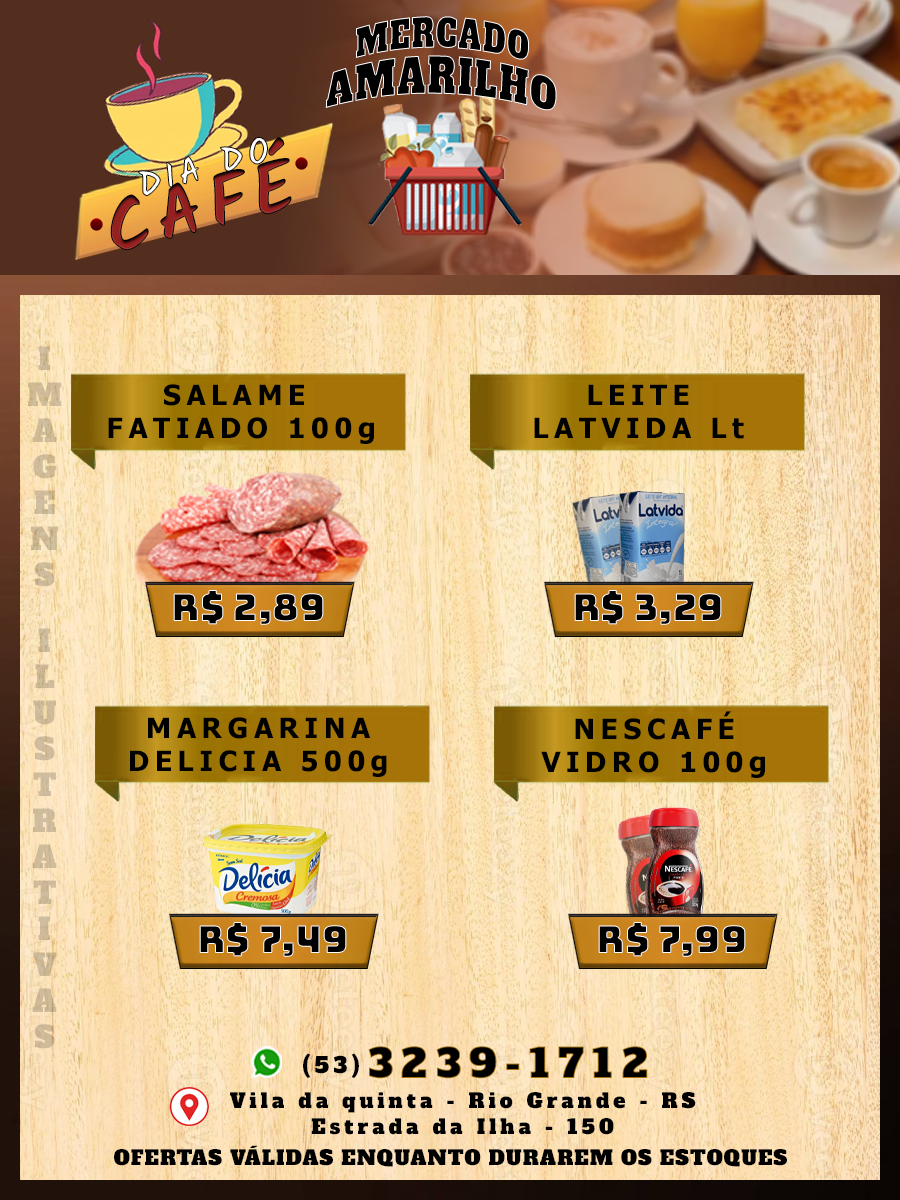 MERCADO
AMARILHO
DIA DO
CAFÉ
IMAGENS ILUSTRATIVAS
SALAME
FATIADO 100g
R$ 2,89
LEITE
LATVIDA Lt
Latvida
Latvida
R$ 3,29
MARGARINA
DELICIA 500g
Delícia
Delícia
Cremosa
500g
R$ 7,49
NESCAFÉ
VIDRO 100g
NESCAFÉ
R$ 7,99
(53) 3239-1712
Vila da quinta - Rio Grande - RS
Estrada da Ilha - 150
OFERTAS VÁLIDAS ENQUANTO DURAREM OS ESTOQUES